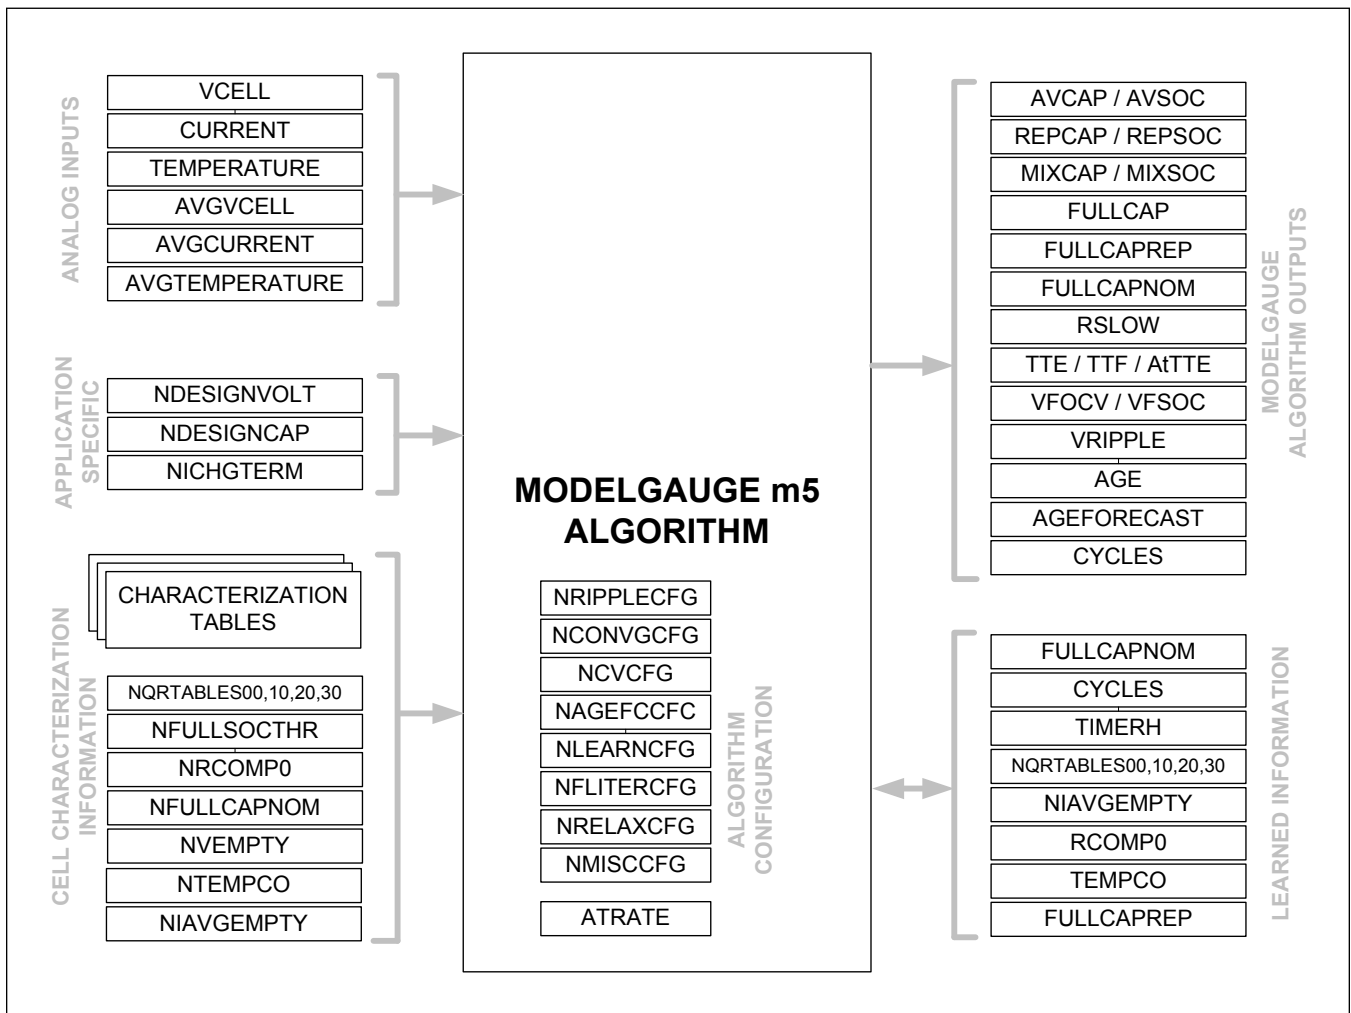 ANALOG INPUTS
VCELL
CURRENT
TEMPERATURE
AVGVCELL
AVGCURRENT
AVGTEMPERATURE
APPLICATION
SPECIFIC
NDESIGNVOLT
NDESIGNCAP
NICHGTERM
CELL CHARACTERIZATION
INFORMATION
CHARACTERIZATION
TABLES
NQRTABLES00,10,20,30
NFULLSOCTHR
NRCOMP0
NFULLCAPNOM
NVEMPTY
NTEMPCO
NIAVGEMPTY
MODELGAUGE m5
ALGORITHM
NRIPPLECFG
NCONVGCFG
NCVCFG
NAGEFCCFC
NLEARNCFG
NFLITERCFG
NRELAXCFG
NMISCCFG
ATRATE
ALGORITHM
CONFIGURATION
AVCAP / AVSOC
REPCAP / REPSOC
MIXCAP / MIXSOC
FULLCAP
FULLCAPREP
FULLCAPNOM
RSLOW
TTE / TTF / AtTTE
VFOCV / VFSOC
VRIPPLE
AGE
AGEFORECAST
CYCLES
MODELGAUGE
ALGORITHM OUTPUTS
FULLCAPNOM
CYCLES
TIMERH
NQRTABLES00,10,20,30
NIAVGEMPTY
RCOMP0
TEMPCO
FULLCAPREP
LEARNED INFORMATION